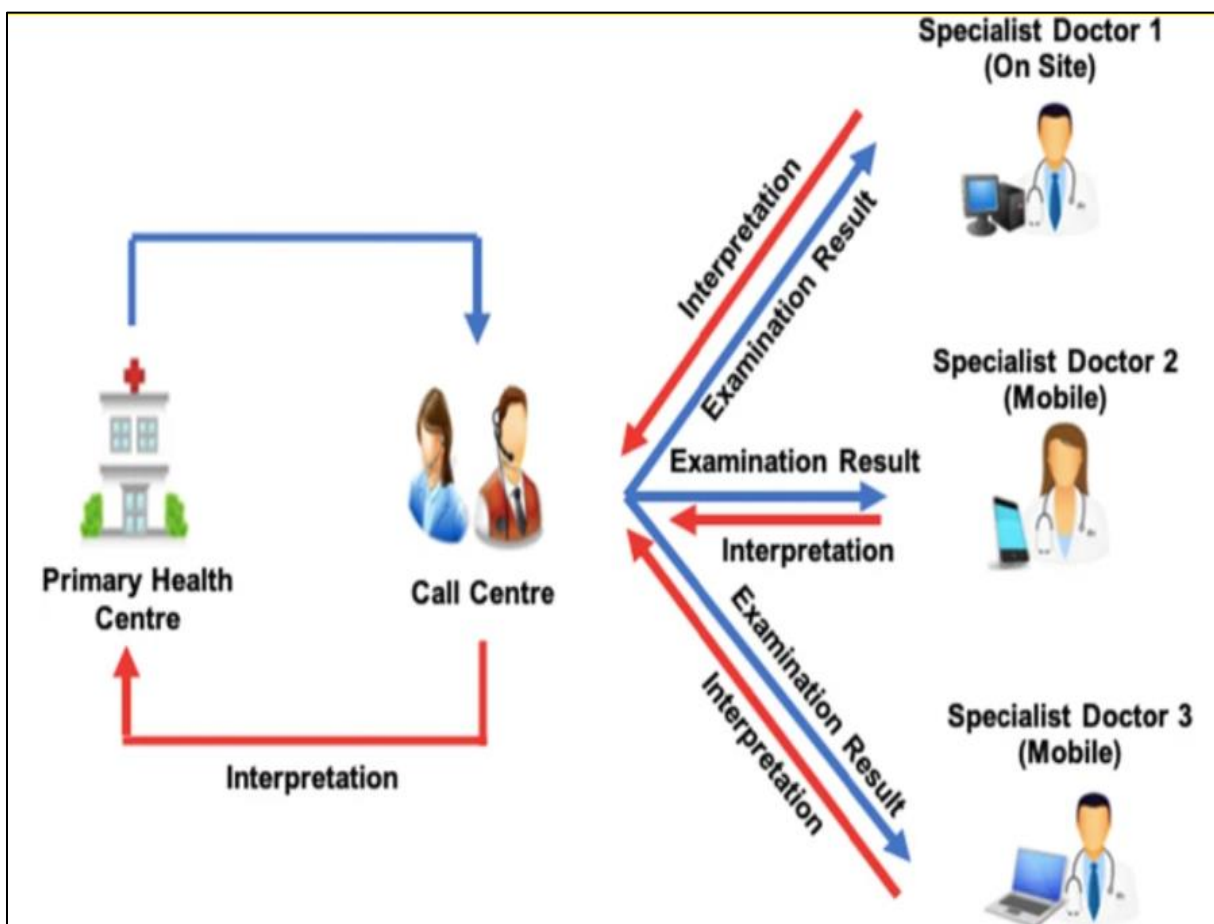 Specialist Doctor 1
(On Site)
Interpretation
Examination Result
Specialist Doctor 2
(Mobile)
Examination Result
Interpretation
Primary Health
Centre
Call Centre
Examination Result
Interpretation
Specialist Doctor 3
(Mobile)
Interpretation